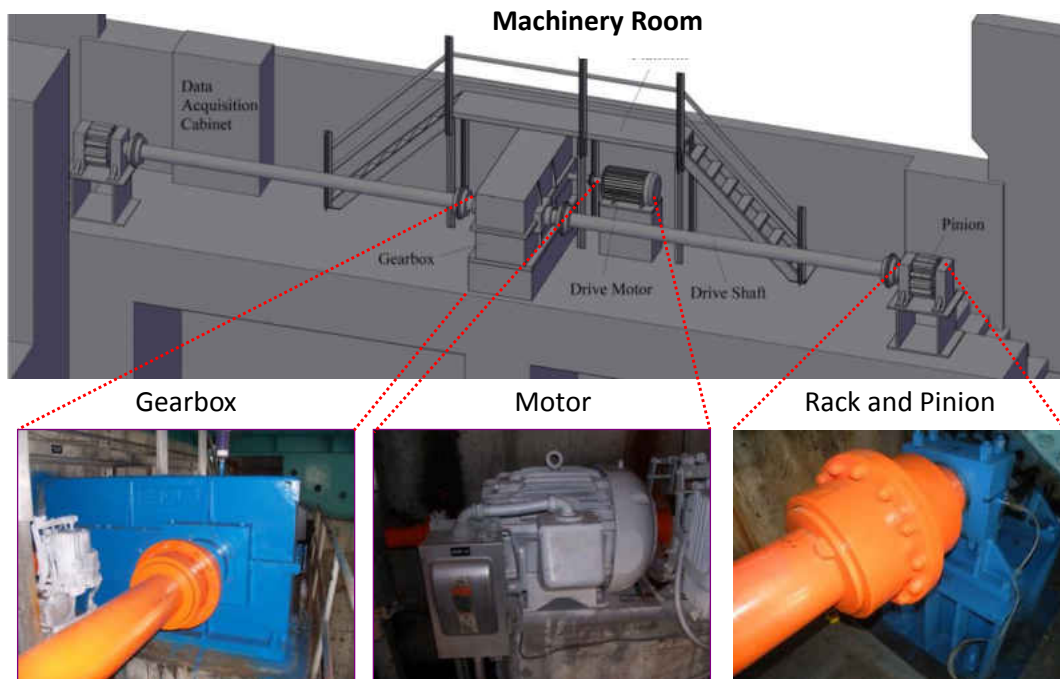 Machinery Room
Data
Acquisition
Cabinet
Pinion
Gearbox
Drive Motor
Drive Shaft
Gearbox
Motor
Rack and Pinion